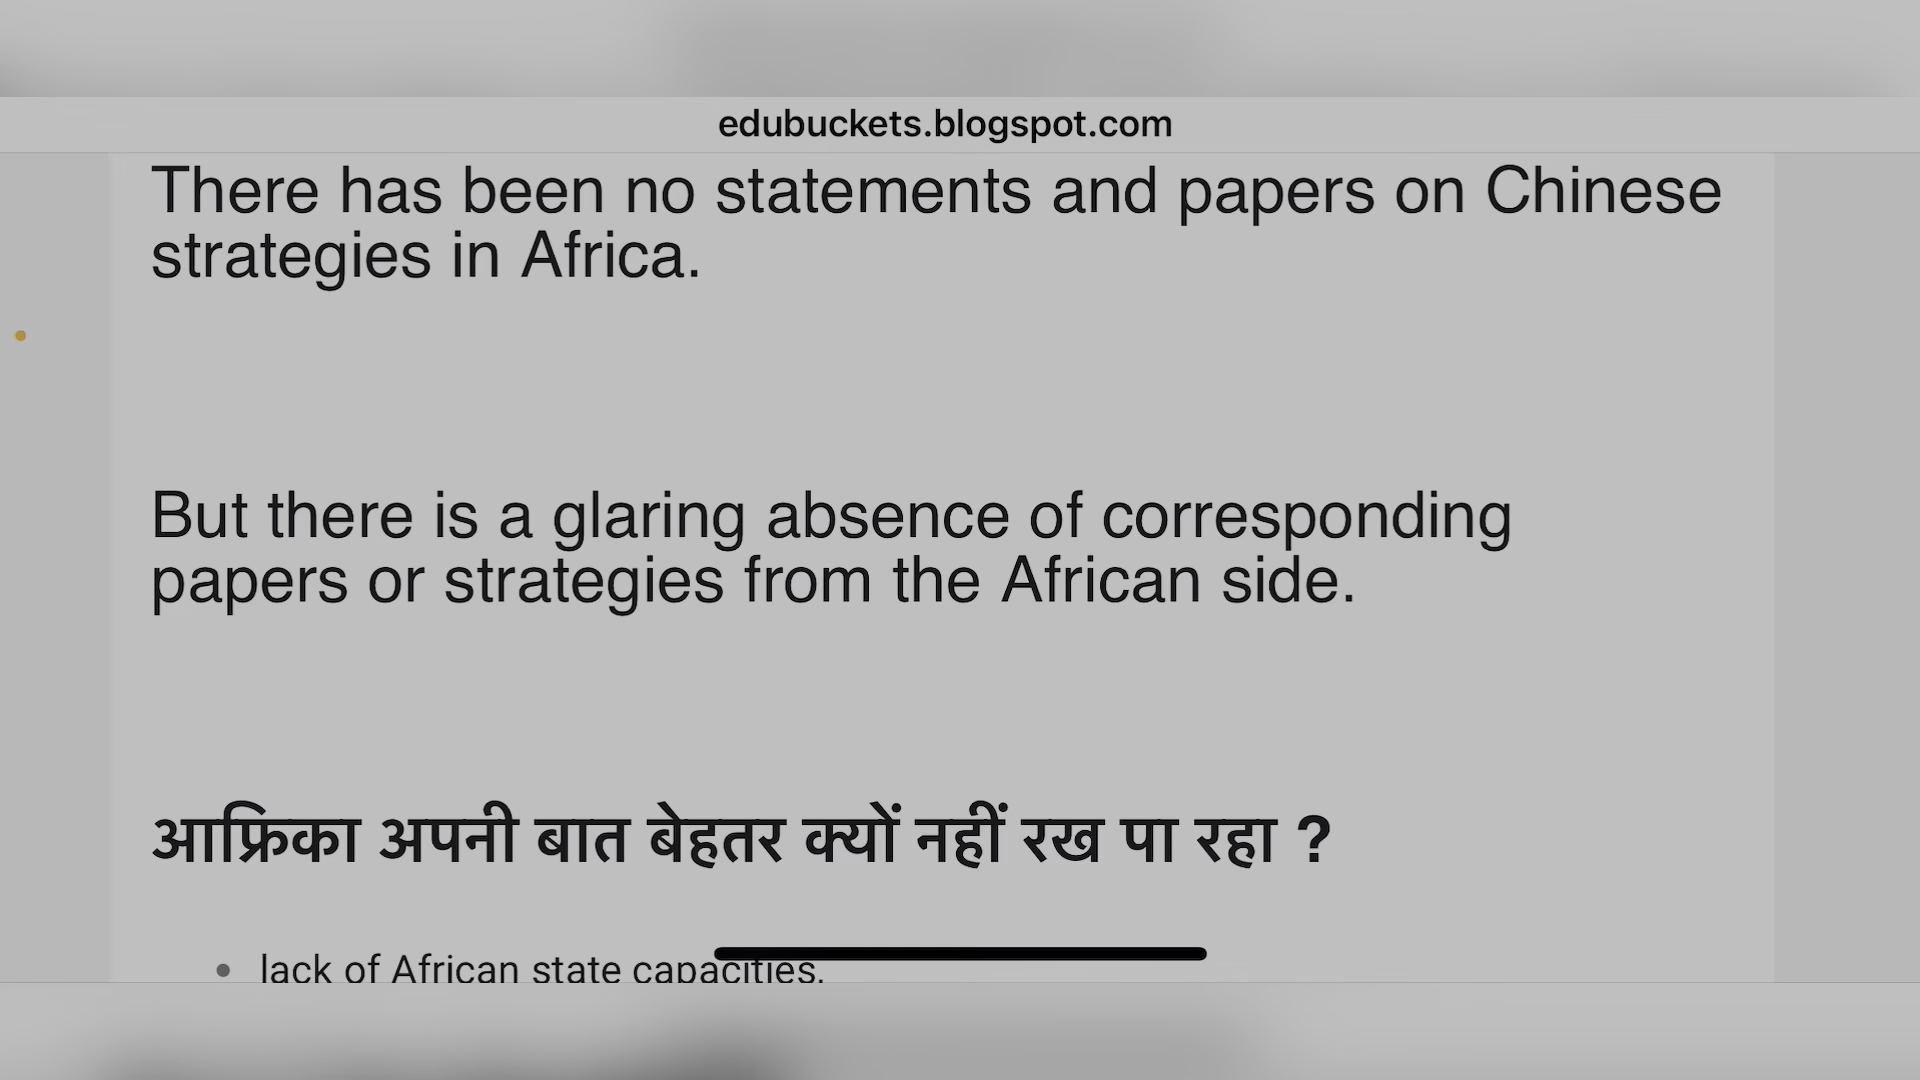 edubuckets.blogspot.com
There has been no statements and papers on Chinese
strategies in Africa.
But there is a glaring absence of corresponding
papers or strategies from the African side.
आफ्रिका अपनी बात बेहतर क्यों नहीं रख पा रहा ?
• lack of African state capacities.